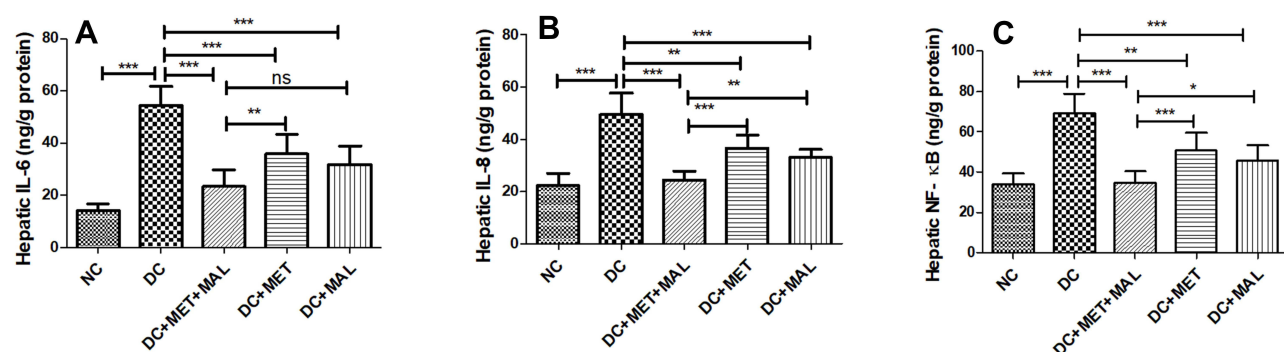 A
Hepatic IL-6 (ng/g protein)
80
60
40
20
0
***
***
***
***
ns
**
NC
DC
DC+MET+MAL
DC+MET
DC+MAL
B
Hepatic IL-8 (ng/g protein)
80
60
40
20
0
***
**
***
***
**
***
NC
DC
DC+MET+MAL
DC+MET
DC+MAL
C
Hepatic NF- κB (ng/g protein)
100
80
60
40
20
0
***
**
***
***
*
***
NC
DC
DC+MET+MAL
DC+MET
DC+MAL